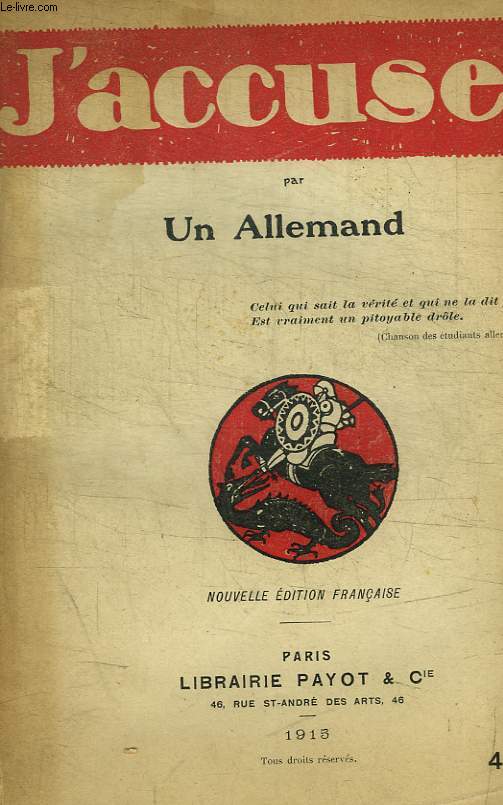 Le-livre.com
J'accuse
par
Un Allemand
Celui qui sait la vérité et qui ne la dit
Est vraiment un pitoyable drôle.
(Chanson des étudiants
NOUVELLE ÉDITION FRANÇAISE
PARIS
LIBRAIRIE PAYOT & CIE
46, RUE ST-ANDRÉ DES ARTS, 46
1915
Tous droits réservés.
4